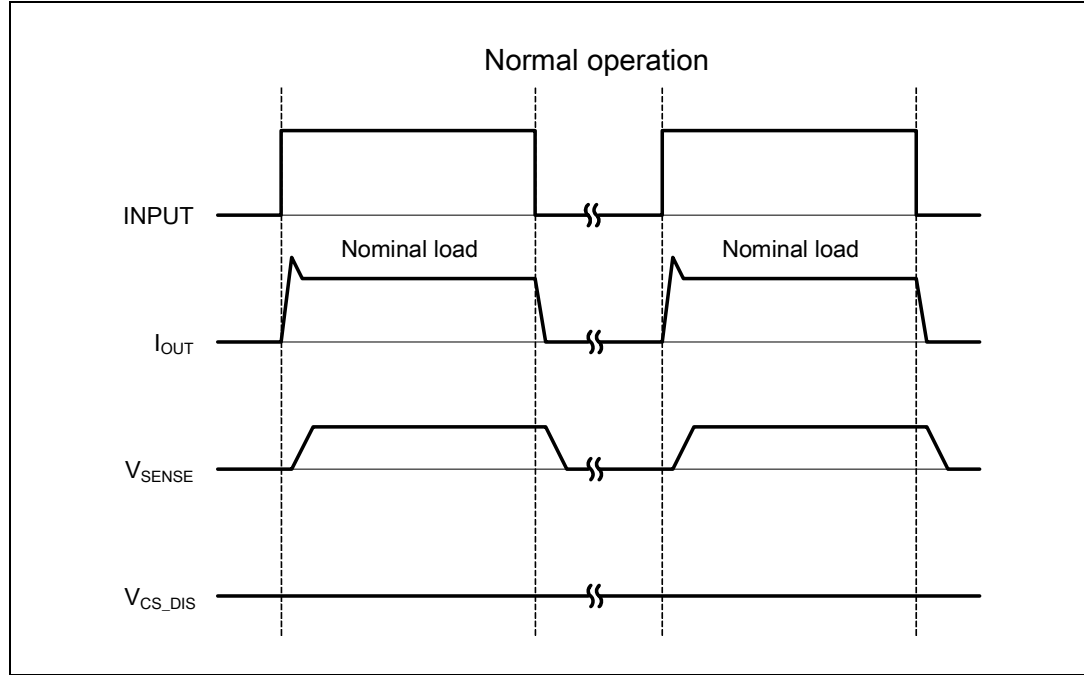 Normal operation
INPUT
Nominal load Nominal load
IOUT
VSENSE
VCS_DIS